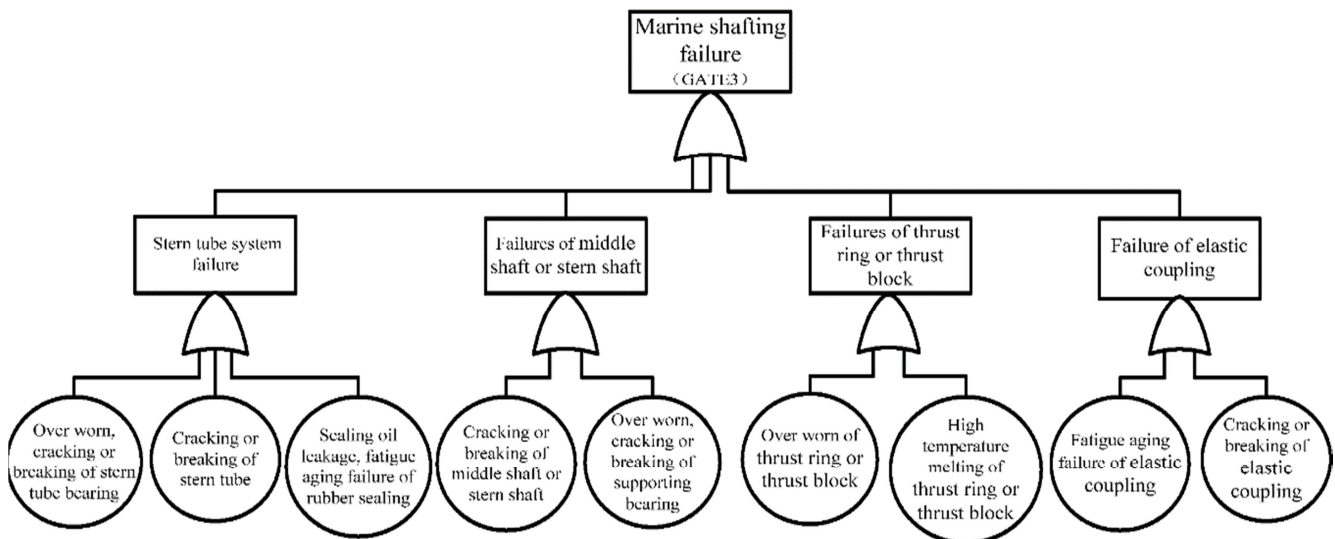 Marine shafting
failure
(GATE3)
Stern tube system
failure
Failures of middle
shaft or stern shaft
Failures of thrust
ring or thrust
block
Failure of elastic
coupling
Over worn,
cracking or
breaking of stern
tube bearing
Cracking or
breaking of
stern tube
Sealing oil
leakage, fatigue
aging failure of
rubber sealing
Cracking or
breaking of
middle shaft or
stern shaft
Over worn,
cracking or
breaking of
supporting
bearing
Over worn of
thrust ring or
thrust block
High
temperature
melting of
thrust ring or
thrust block
Fatigue aging
failure of elastic
coupling
Cracking or
breaking of
elastic
coupling